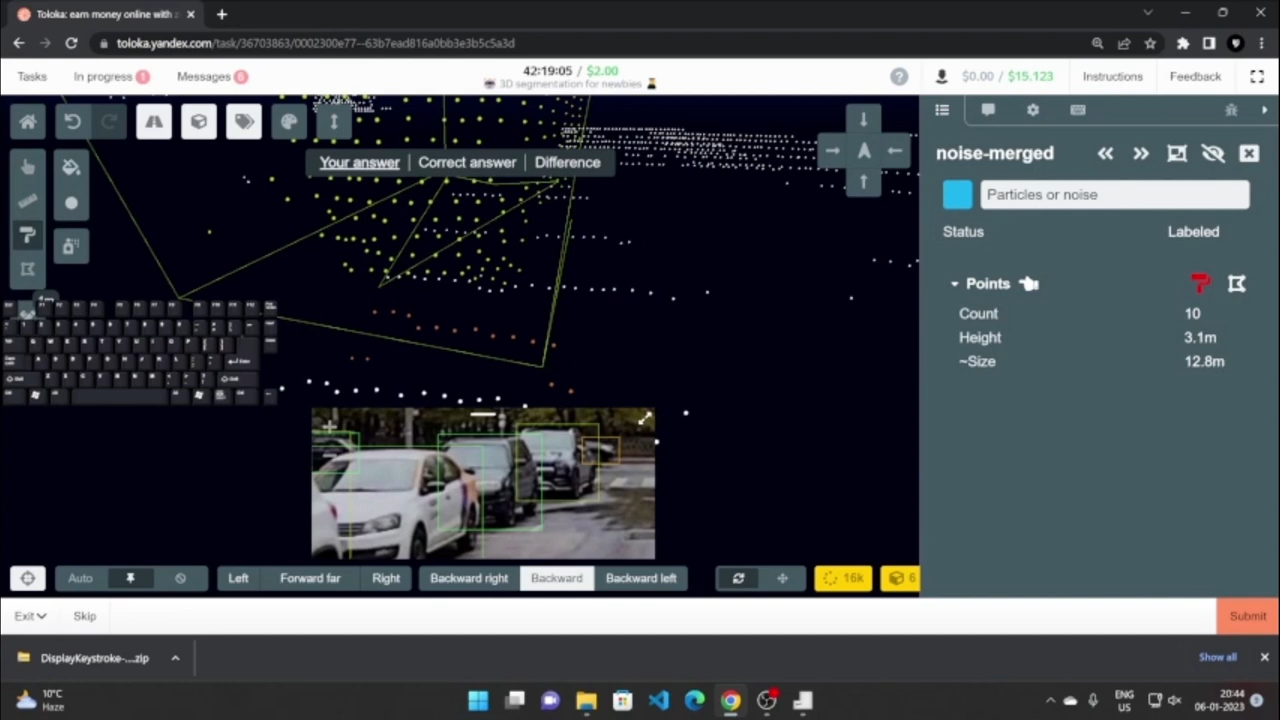 Toloka: earn money online with
toloka.yandex.com/task/36703863/0002300e77--63b7ead816a0bb3e3b5c5a3d
Tasks
In progress 1
Messages 6
42:19:05 / $2.00
3D segmentation for newbies
$0.00 / $15.123
Instructions
Feedback
Your answer | Correct answer | Difference
A
noise-merged
Particles or noise
Status Labeled
Points
Count 10
Height 3.1m
~Size 12.8m
Auto
Left
Forward far
Right
Backward right
Backward
Backward left
16k
6
Exit
Skip
Submit
DisplayKeystroke-....zip
Show all
10°C
Haze
ENG
US
20:44
06-01-2023